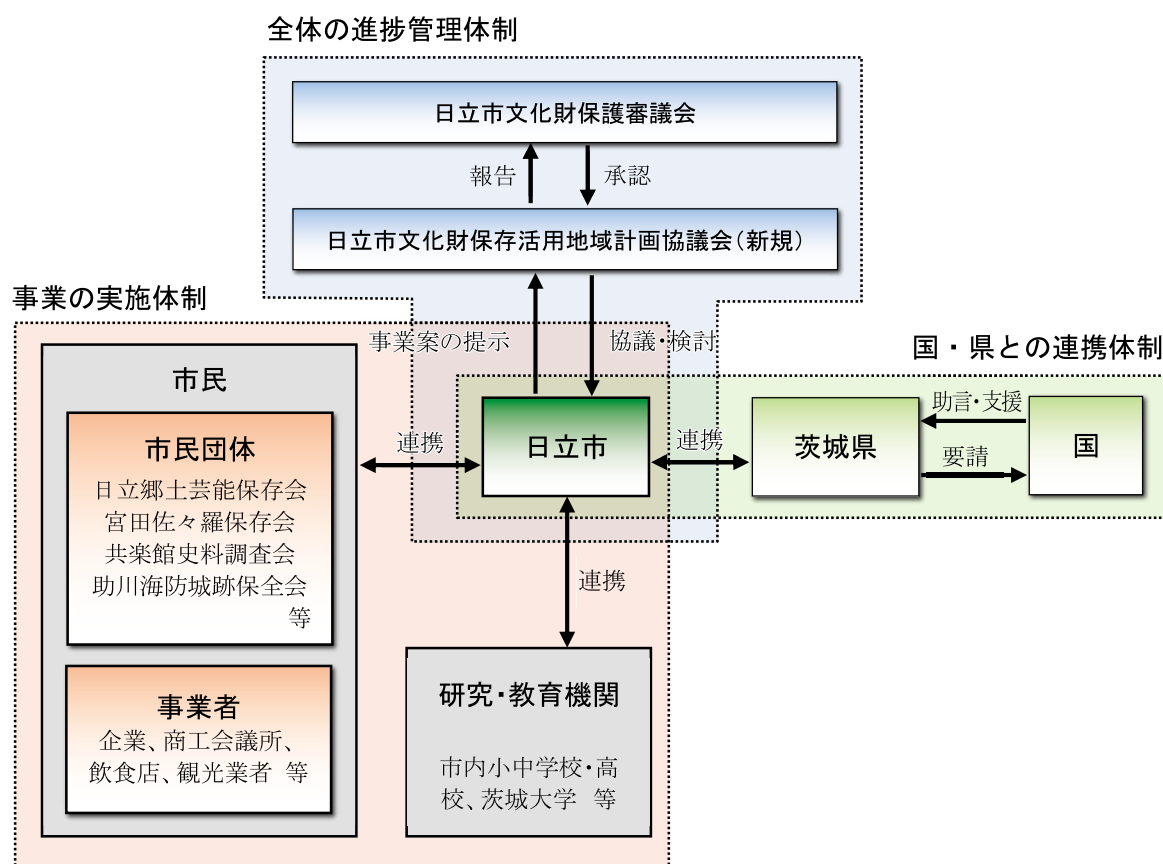 全体の進捗管理体制
日立市文化財保護審議会
報告
承認
日立市文化財保存活用地域計画協議会（新規）
事業の実施体制
事業案の提示
協議・検討
国・県との連携体制
市民
市民団体
日立郷土芸能保存会
宮田佐々羅保存会
共楽館史料調査会
助川海防城跡保全会
等
連携
日立市
連携
茨城県
助言・支援
要請
国
連携
事業者
企業、商工会議所、
飲食店、観光業者　等
研究・教育機関
市内小中学校・高
校、茨城大学　等